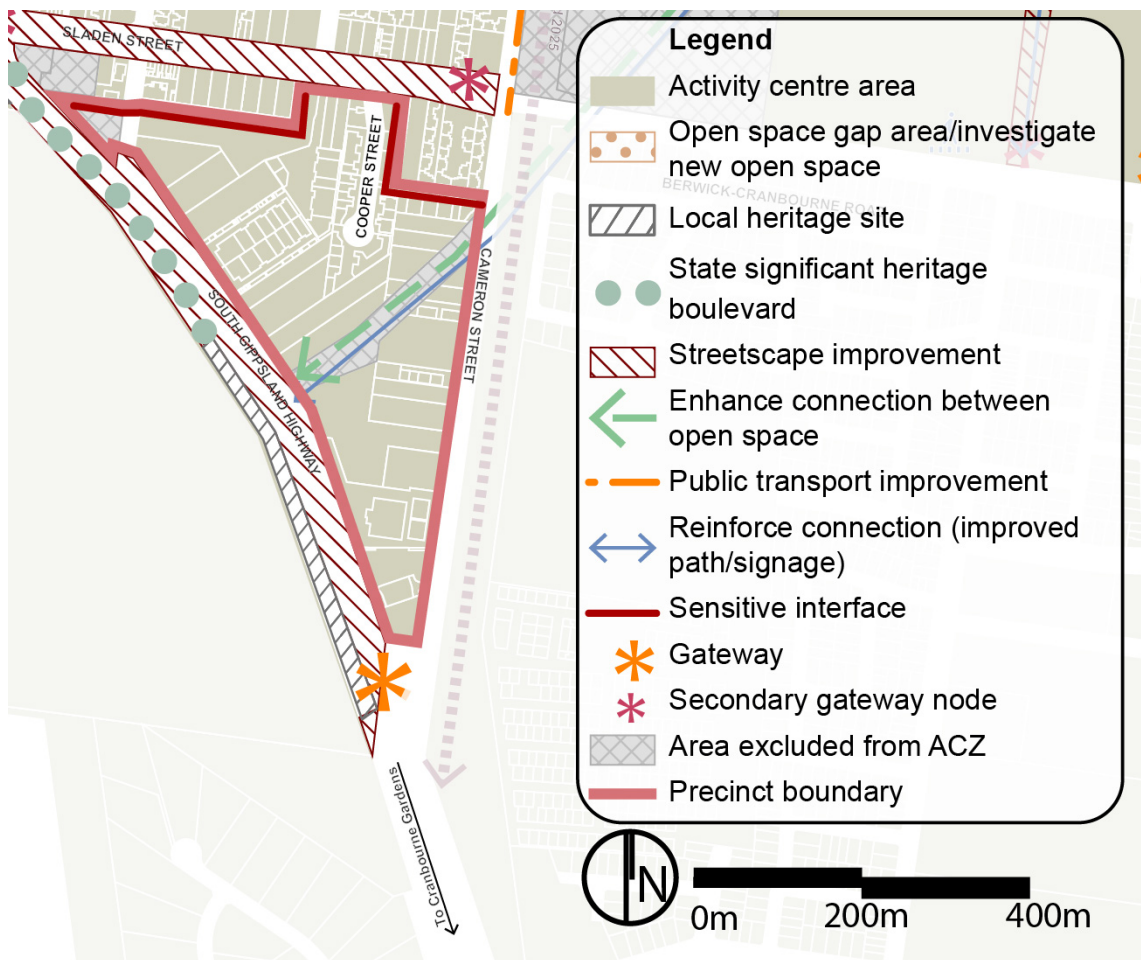 SLADEN STREET
COOPER STREET
CAMERON STREET
SOUTH GIPPSLAND HIGHWAY
BERWICK-CRANBOURNE ROAD
To Cranbourne Gardens
Legend
Activity centre area
Open space gap area/investigate
new open space
Local heritage site
State significant heritage
boulevard
Streetscape improvement
Enhance connection between
open space
Public transport improvement
Reinforce connection (improved
path/signage)
Sensitive interface
Gateway
Secondary gateway node
Area excluded from ACZ
Precinct boundary
N
0m
200m
400m